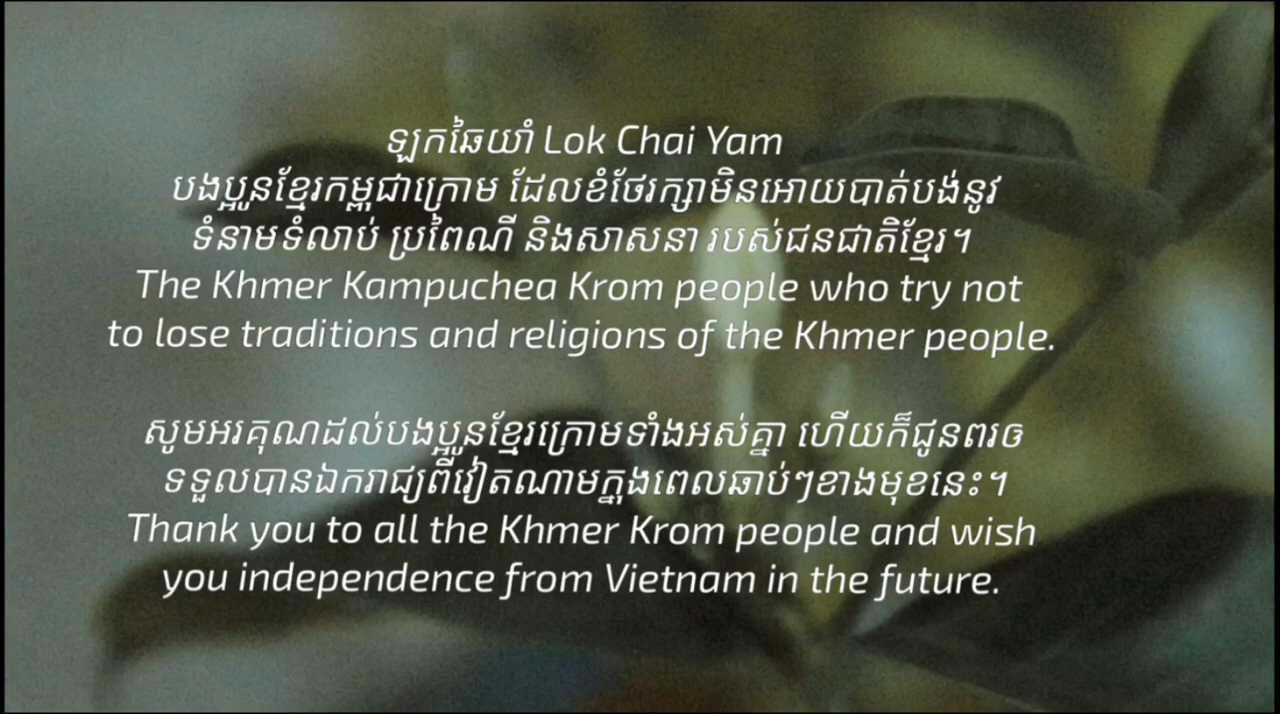 ឡកឆៃយ៉ាំ Lok Chai Yam
បងប្អូនខ្មែរកម្ពុជាក្រោម ដែលខំថែរក្សាមិនអោយបាត់បង់នូវ
ទំនាមទំលាប់ ប្រពៃណី និងសាសនា របស់ជនជាតិខ្មែរ។
The Khmer Kampuchea Krom people who try not
to lose traditions and religions of the Khmer people.
សូមអរគុណដល់បងប្អូនខ្មែរក្រោមទាំងអស់គ្នា ហើយក៏ជូនពរឲ
ទទួលបានឯករាជ្យពីវៀតណាមក្នុងពេលឆាប់ៗខាងមុខនេះ។
Thank you to all the Khmer Krom people and wish
you independence from Vietnam in the future.